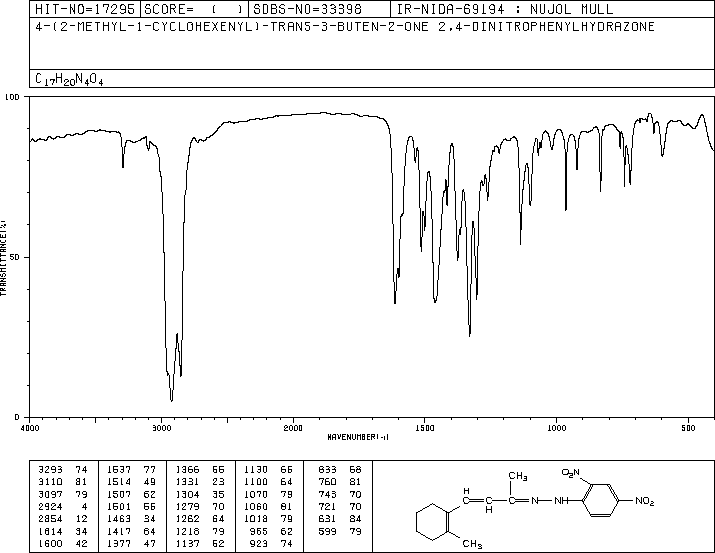 HIT-NO=17295 SCORE= ( ) SDBS-NO=33398 IR-NIDA-69194 : NUJOL MULL
4-(2-METHYL-1-CYCLOHEXENYL)-TRANS-3-BUTEN-2-ONE 2,4-DINITROPHENYLHYDRAZONE
C17H20N4O4
100
50
0
TRANSMITTANCE(%)
4000 3000 2000 1500 1000 500
WAVENUMBER(-1)
3293 74 1537 77 1366 55 1130 66 833 68
3110 81 1514 49 1331 23 1100 64 760 81
3097 79 1507 62 1304 35 1070 79 743 70
2924 4 1501 56 1279 70 1060 81 721 70
2854 12 1463 34 1262 64 1018 79 631 84
1614 34 1417 64 1218 79 965 62 599 79
1600 42 1377 47 1137 52 923 74
CH3
O2N
H
C=C
H
C=N-NH
NO2
CH3